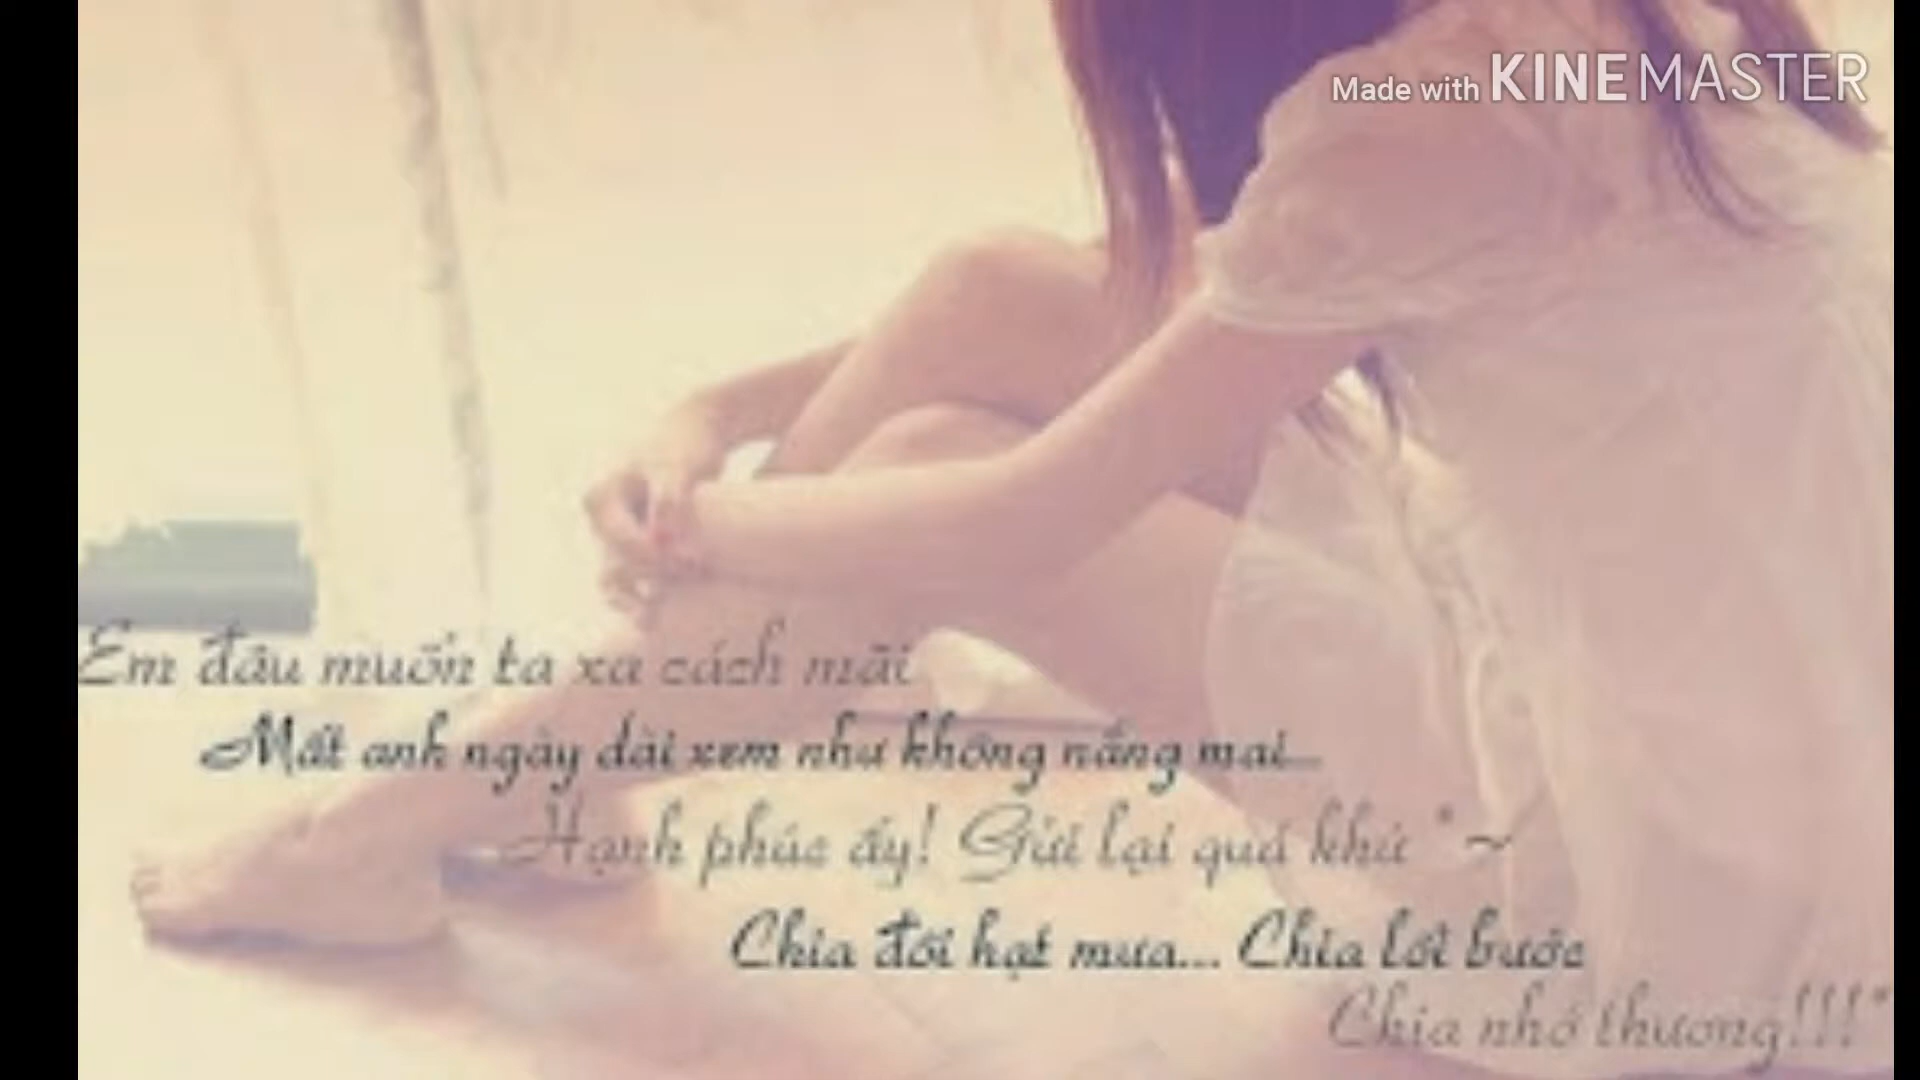 Made with KINEMASTER
Em đâu muốn ta xa cách mãi
Mất anh ngày dài xem như không nắng mai...
Hạnh phúc ấy! Gửi lại quá khứ "~
Chia đôi hạt mưa... Chia lối bước
Chia nhớ thương!!!"